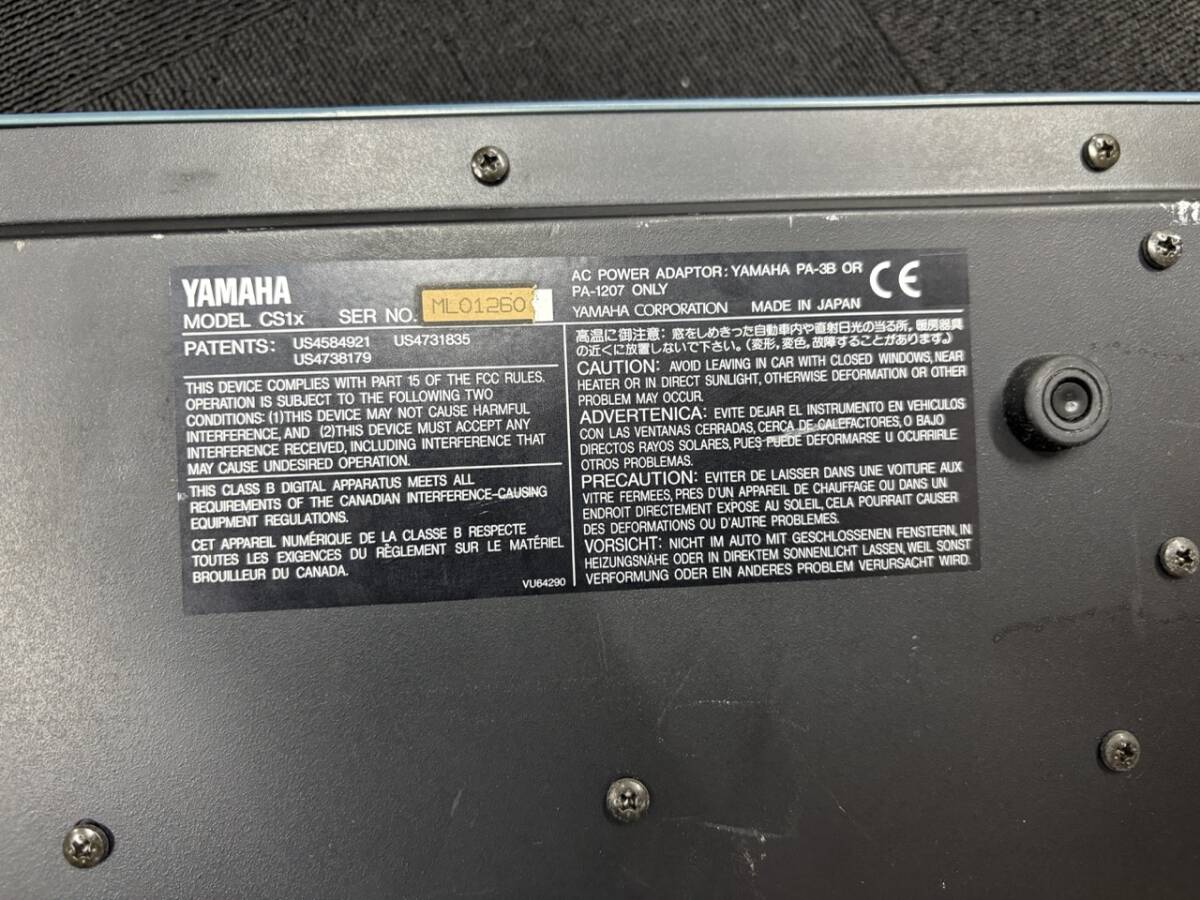 YAMAHA
MODEL CS1x SER NO. ML01260
PATENTS: US4584921 US4731835
US4738179
THIS DEVICE COMPLIES WITH PART 15 OF THE FCC RULES.
OPERATION IS SUBJECT TO THE FOLLOWING TWO
CONDITIONS: (1)THIS DEVICE MAY NOT CAUSE HARMFUL
INTERFERENCE, AND (2)THIS DEVICE MUST ACCEPT ANY
INTERFERENCE RECEIVED, INCLUDING INTERFERENCE THAT
MAY CAUSE UNDESIRED OPERATION.
THIS CLASS B DIGITAL APPARATUS MEETS ALL
REQUIREMENTS OF THE CANADIAN INTERFERENCE-CAUSING
EQUIPMENT REGULATIONS.
CET APPAREIL NUMÉRIQUE DE LA CLASSE B RESPECTE
TOUTES LES EXIGENCES DU RÈGLEMENT SUR LE MATÉRIEL
BROUILLEUR DU CANADA.
VU64290
AC POWER ADAPTOR: YAMAHA PA-3B OR
PA-1207 ONLY
CE
YAMAHA CORPORATION MADE IN JAPAN
高温に御注意:窓をしめきった自動車内や直射日光の当る所,暖房器具
の近くに放置しないで下さい。(変形,変色,故障することがあります。)
CAUTION: AVOID LEAVING IN CAR WITH CLOSED WINDOWS, NEAR
HEATER OR IN DIRECT SUNLIGHT, OTHERWISE DEFORMATION OR OTHER
PROBLEM MAY OCCUR.
ADVERTENICA: EVITE DEJAR EL INSTRUMENTO EN VEHICULOS
CON LAS VENTANAS CERRADAS, CERCA DE CALEFACTORES, O BAJO
DIRECTOS RAYOS SOLARES, PUES PUEDE DEFORMARSE U OCURRIRLE
OTROS PROBLEMAS.
PRECAUTION: EVITER DE LAISSER DANS UNE VOITURE AUX
VITRE FERMEES, PRES D'UN APPAREIL DE CHAUFFAGE OU DANS UN
ENDROIT DIRECTEMENT EXPOSE AU SOLEIL, CELA POURRAIT CAUSER
DES DEFORMATIONS OU D'AUTRE PROBLEMES.
VORSICHT: NICHT IM AUTO MIT GESCHLOSSENEN FENSTERN, IN
HEIZUNGSNÄHE ODER IN DIREKTEM SONNENLICHT LASSEN, WEIL SONST
VERFORMUNG ODER EIN ANDERES PROBLEM VERURSACHT WIRD.